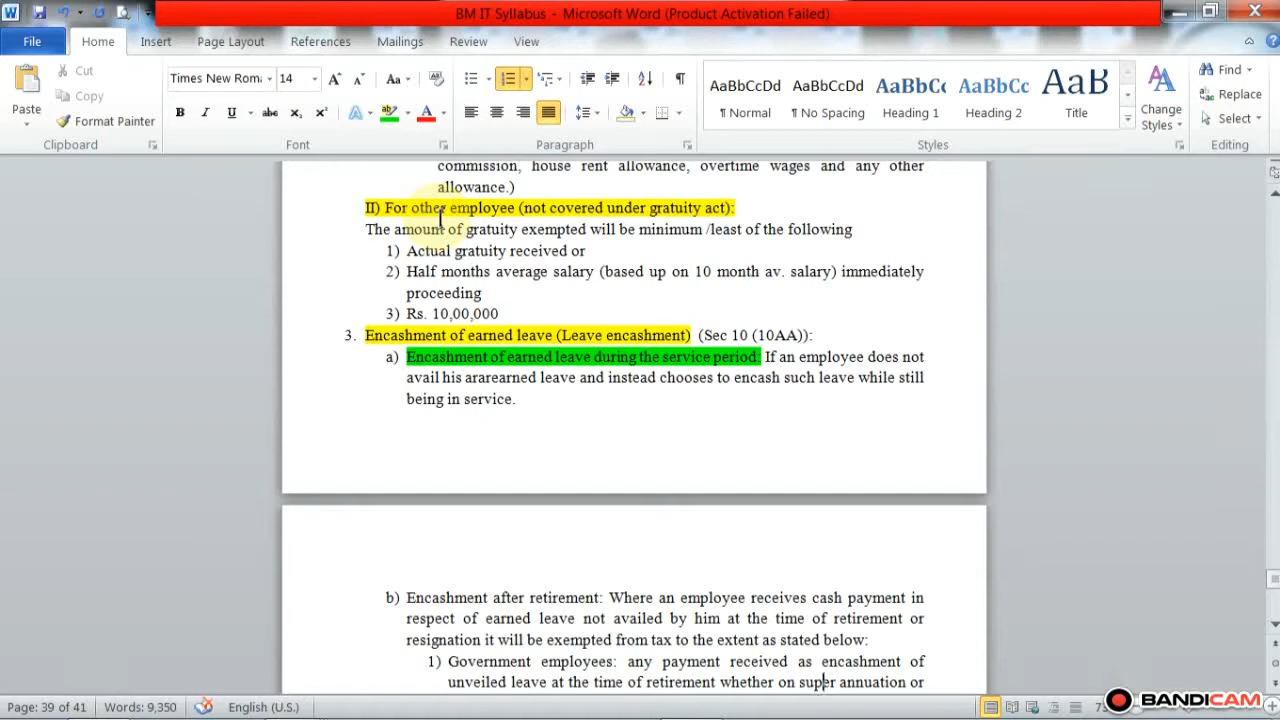 BM IT Syllabus - Microsoft Word (Product Activation Failed)
File Home Insert Page Layout References Mailings Review View
Paste
Cut
Copy
Format Painter
Clipboard
Times New Roma 14
B I U abc
Font
Paragraph
AaBbCcDd AaBbCcDd AaBbCc AaBbCc AaB
¶ Normal ¶ No Spacing Heading 1 Heading 2 Title
Change Styles
Styles
Find
Replace
Select
Editing
commission, house rent allowance, overtime wages and any other
allowance.)
II) For other employee (not covered under gratuity act):
The amount of gratuity exempted will be minimum /least of the following
1) Actual gratuity received or
2) Half months average salary (based up on 10 month av. salary) immediately
proceeding
3) Rs. 10,00,000
3. Encashment of earned leave (Leave encashment) (Sec 10 (10AA)):
a) Encashment of earned leave during the service period: If an employee does not
avail his ararearned leave and instead chooses to encash such leave while still
being in service.
b) Encashment after retirement: Where an employee receives cash payment in
respect of earned leave not availed by him at the time of retirement or
resignation it will be exempted from tax to the extent as stated below:
1) Government employees: any payment received as encashment of
unveiled leave at the time of retirement whether on super annuation or
Page: 39 of 41 Words: 9,350 English (U.S.)
BANDICAM